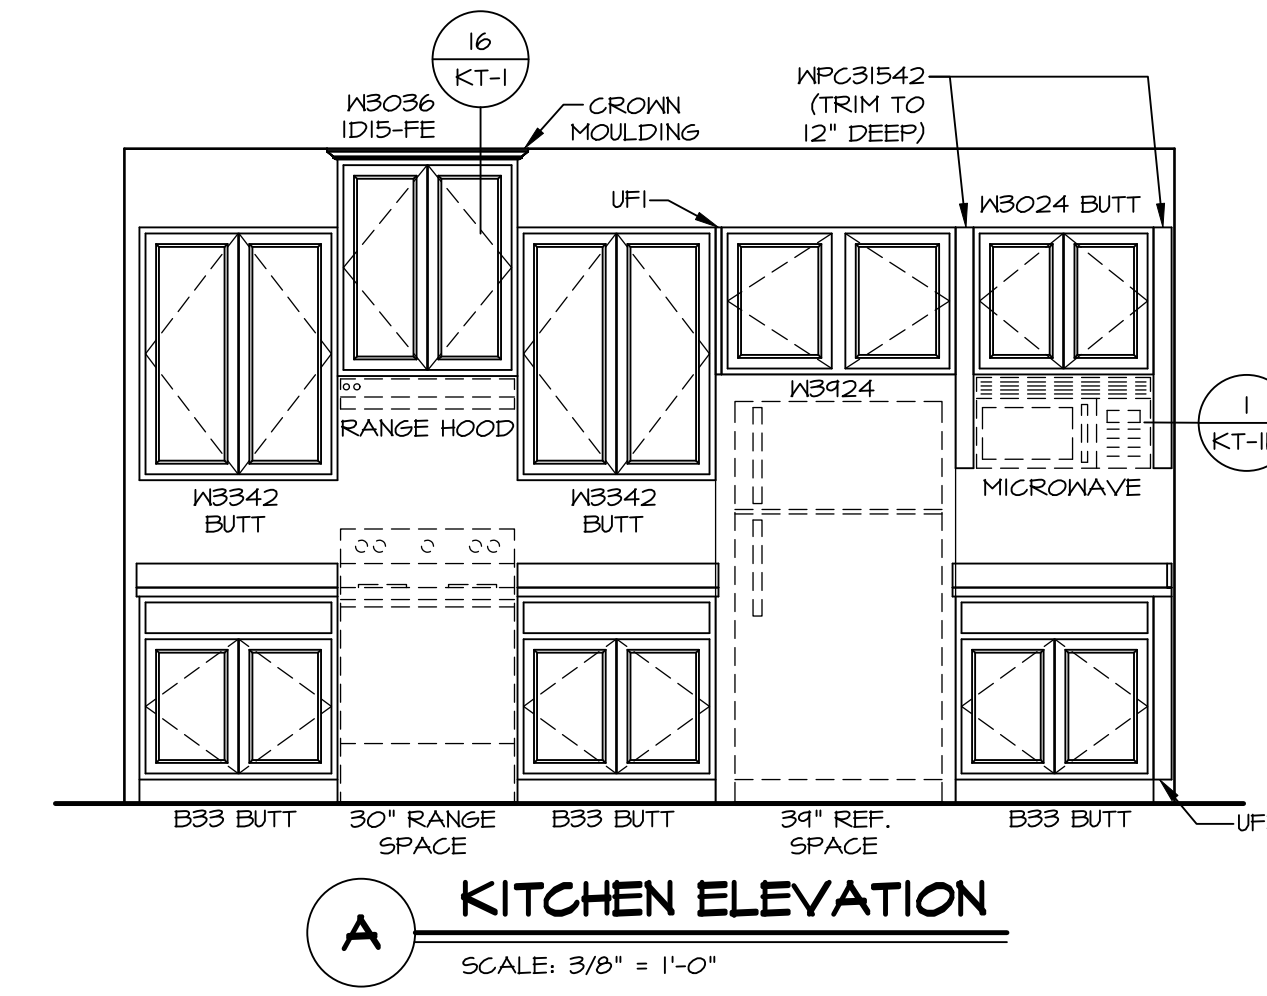 16
KT-1
W3036
1D15-FE
CROWN
MOULDING
WPC31542
(TRIM TO
12" DEEP)
UF1
W3024 BUTT
W3924
RANGE HOOD
1
MICROWAVE
W3342
BUTT
W3342
BUTT
B33 BUTT
30" RANGE
SPACE
B33 BUTT
39" REF.
SPACE
B33 BUTT
A
KITCHEN ELEVATION
SCALE: 3/8" = 1'-0"